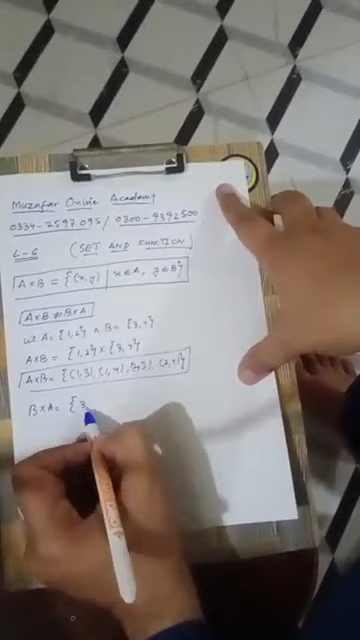 Muzafar Online Academy
0334-2597095 / 0300-9392500
L-6 (SET AND FUNCTION)
A×B = {(x,y) | x∈A, y∈B}
A×B ≠ B×A
Let A = {1,2} ∧ B = {3,4}
A×B = {1,2} × {3,4}
A×B = {(1,3), (1,4), (2,3), (2,4)}
B×A = {3,